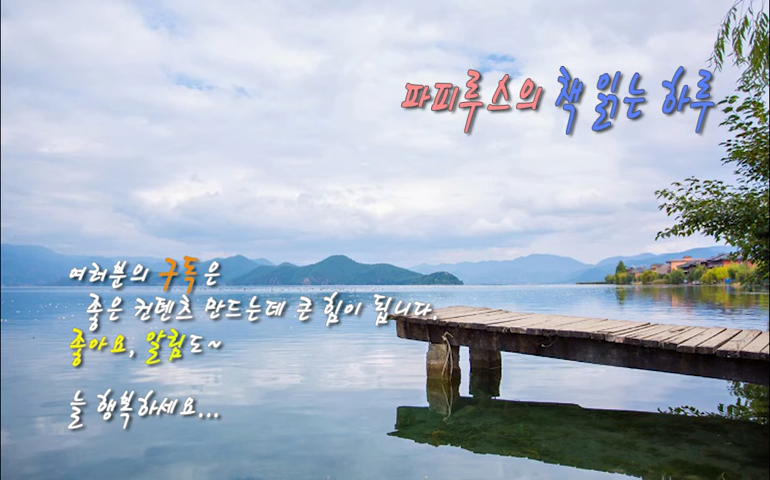 파피루스의 책 읽는 하루
여러분의 구독은
좋은 컨텐츠 만드는데 큰 힘이 됩니다.
좋아요, 알림도~
늘 행복하세요...